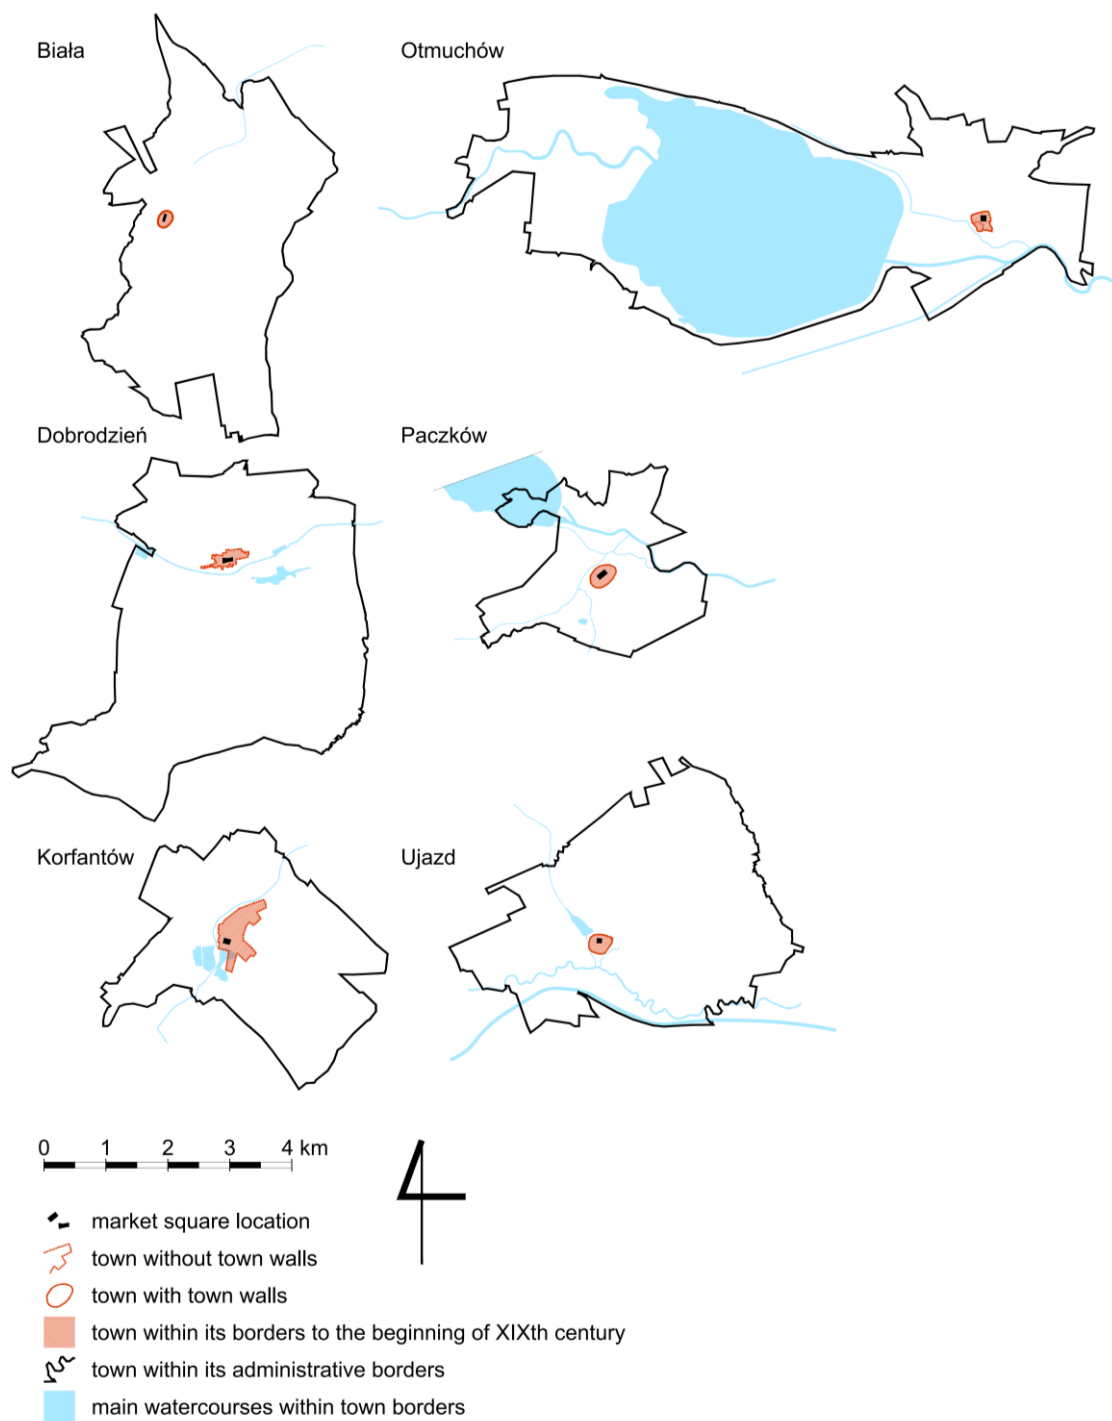 Biała
Otmuchów
Dobrodzień
Paczków
Korfantów
Ujazd
0 1 2 3 4 km
market square location
town without town walls
town with town walls
town within its borders to the beginning of XIXth century
town within its administrative borders
main watercourses within town borders